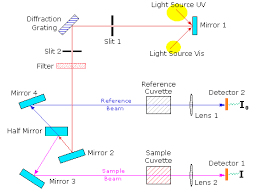 Light Source UV
Diffraction
Grating
Slit 1
Mirror 1
Light Source Vis
Slit 2
Filter
Reference
Cuvette
Detector 2
Mirror 4
Reference
Beam
I₀
Lens 1
Half Mirror
Sample
Cuvette
Detector 1
Mirror 2
Sample
Beam
I
Mirror 3
Lens 2